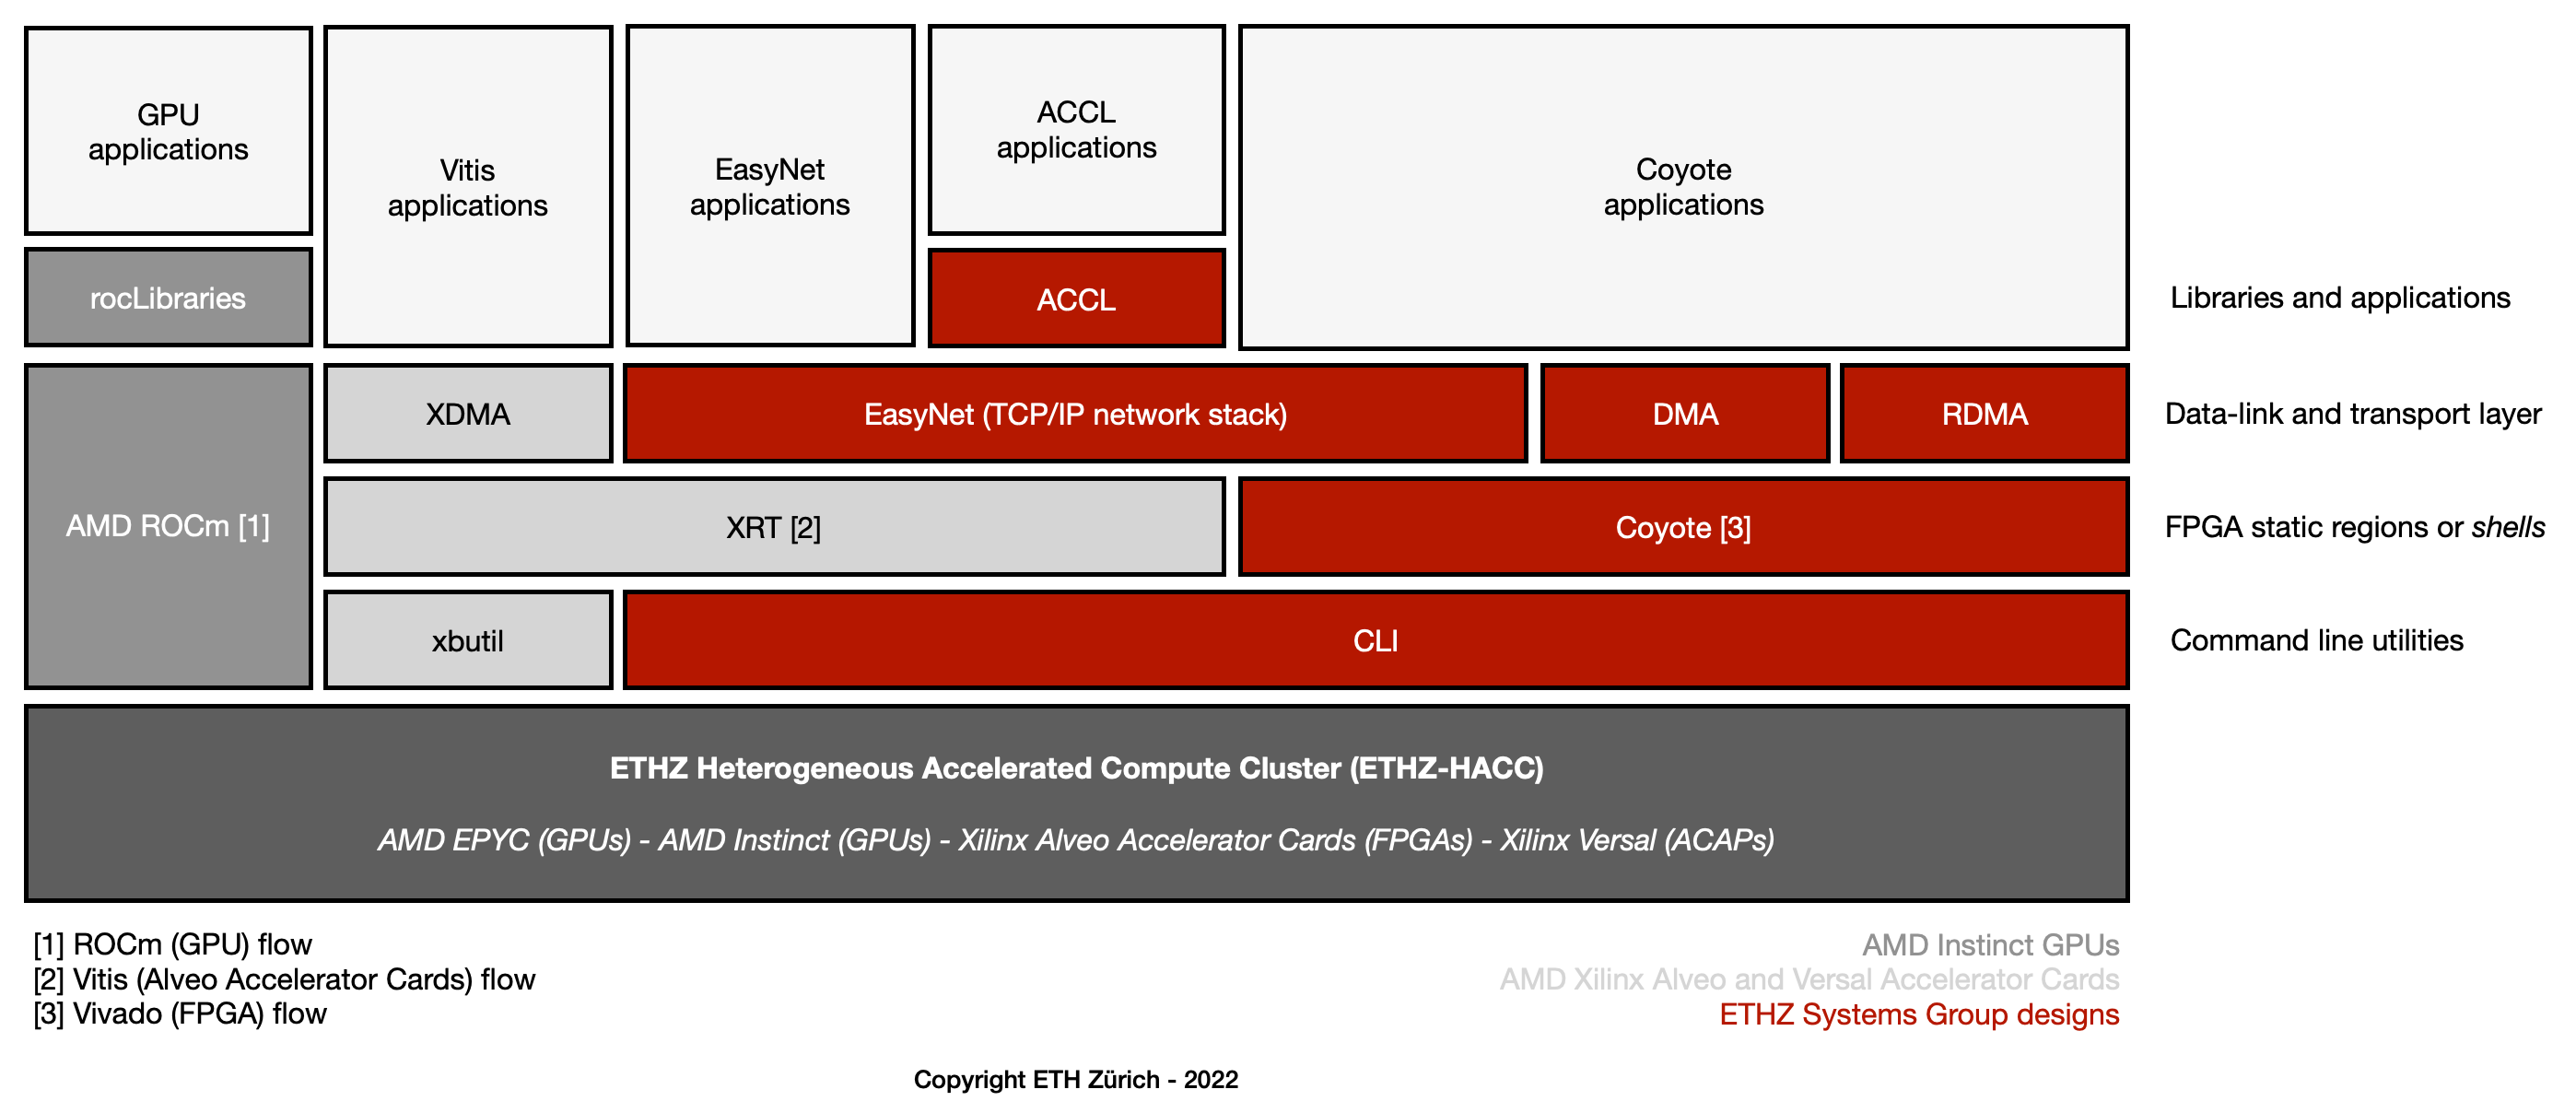 GPU
applications
Vitis
applications
EasyNet
applications
ACCL
applications
Coyote
applications
rocLibraries
ACCL
Libraries and applications
AMD ROCm [1]
XDMA
EasyNet (TCP/IP network stack)
DMA
RDMA
Data-link and transport layer
XRT [2]
Coyote [3]
FPGA static regions or shells
xbutil
CLI
Command line utilities
ETHZ Heterogeneous Accelerated Compute Cluster (ETHZ-HACC)
AMD EPYC (GPUs) - AMD Instinct (GPUs) - Xilinx Alveo Accelerator Cards (FPGAs) - Xilinx Versal (ACAPs)
[1] ROCm (GPU) flow
[2] Vitis (Alveo Accelerator Cards) flow
[3] Vivado (FPGA) flow
AMD Instinct GPUs
AMD Xilinx Alveo and Versal Accelerator Cards
ETHZ Systems Group designs
Copyright ETH Zürich - 2022